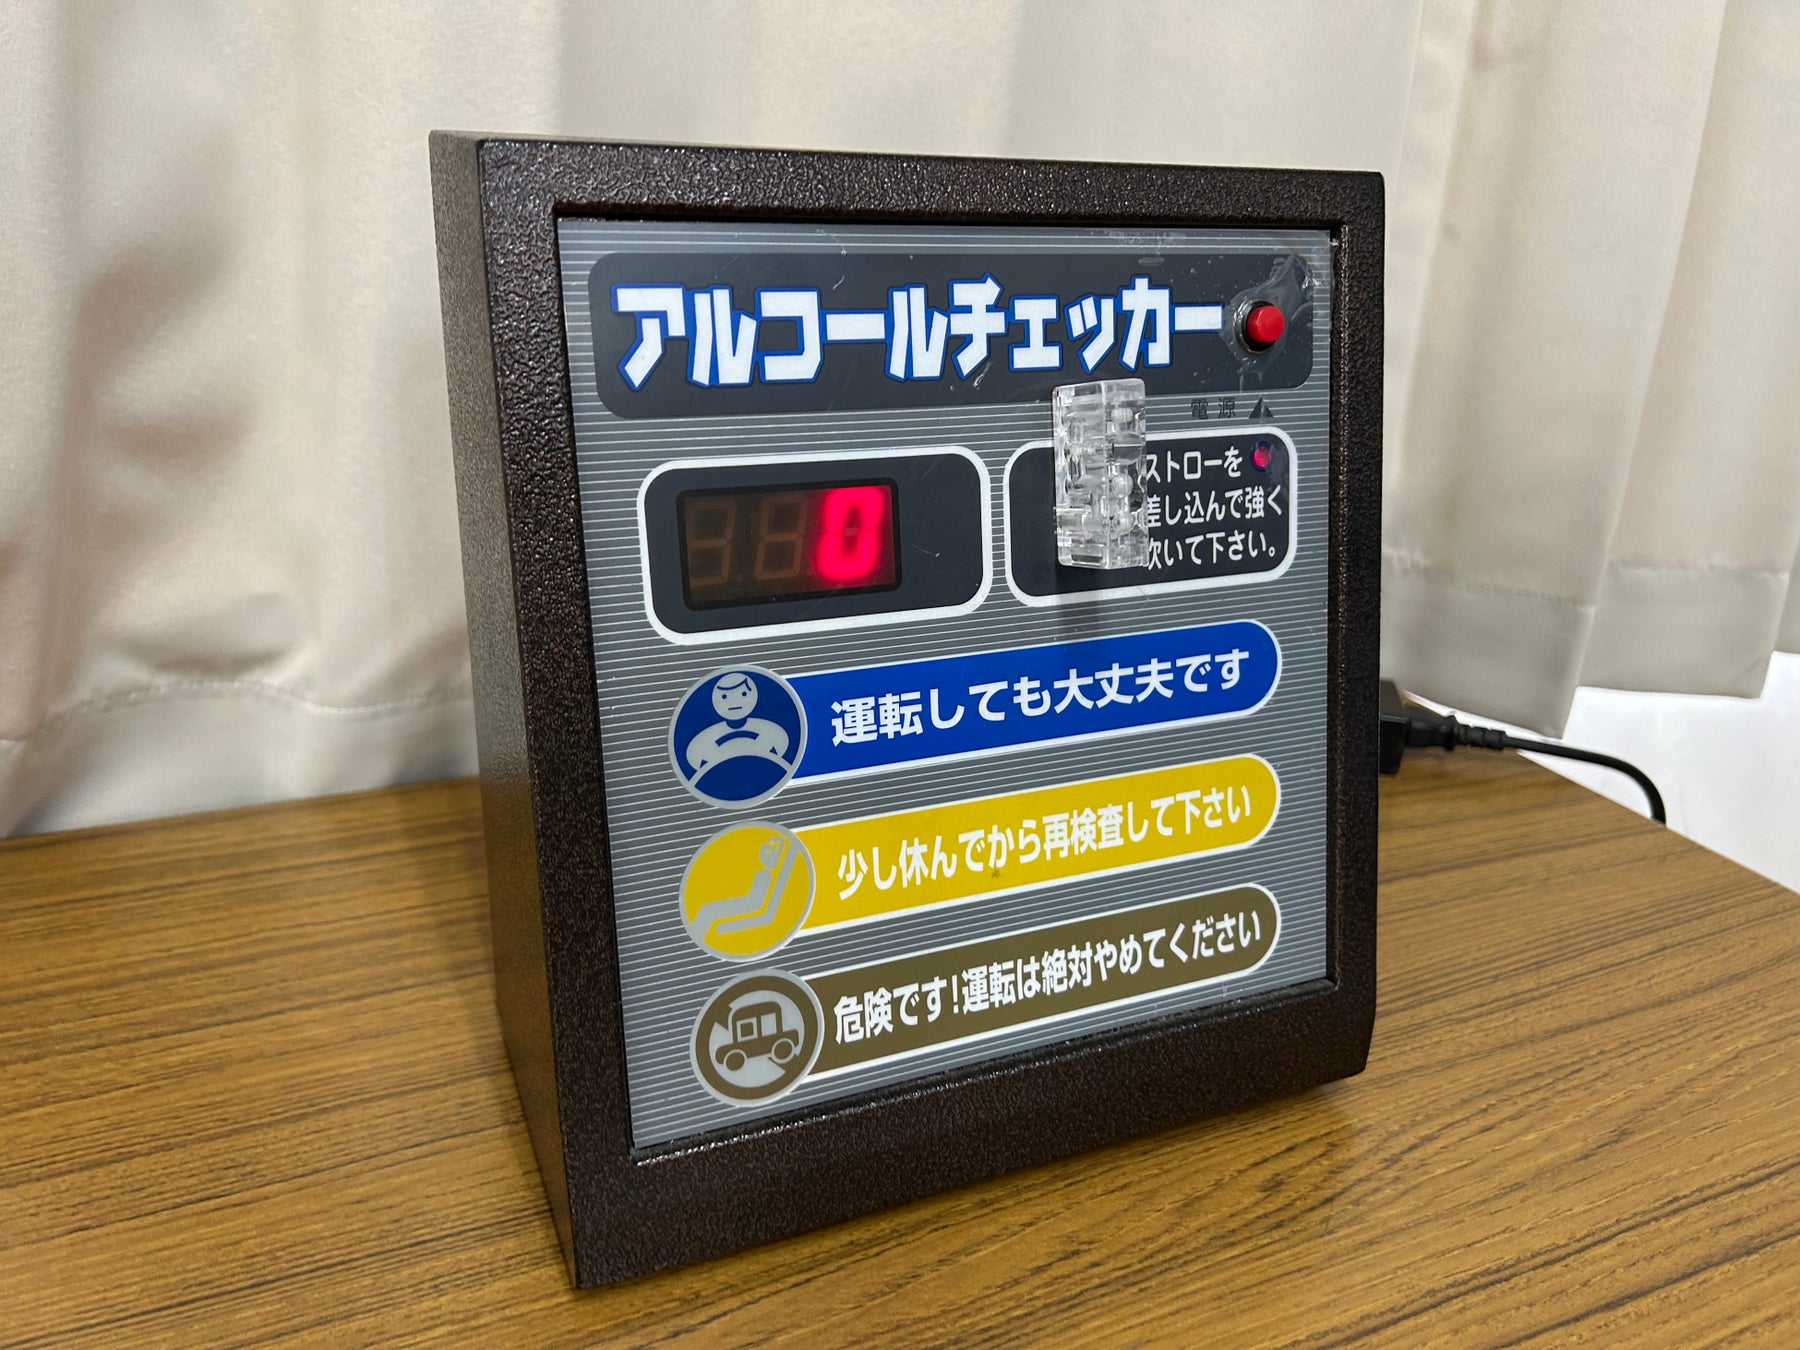 アルコールチェッカー
電源
0
ストローを
差し込んで強く
吹いて下さい。
運転しても大丈夫です
少し休んでから再検査して下さい
危険です!運転は絶対やめてください